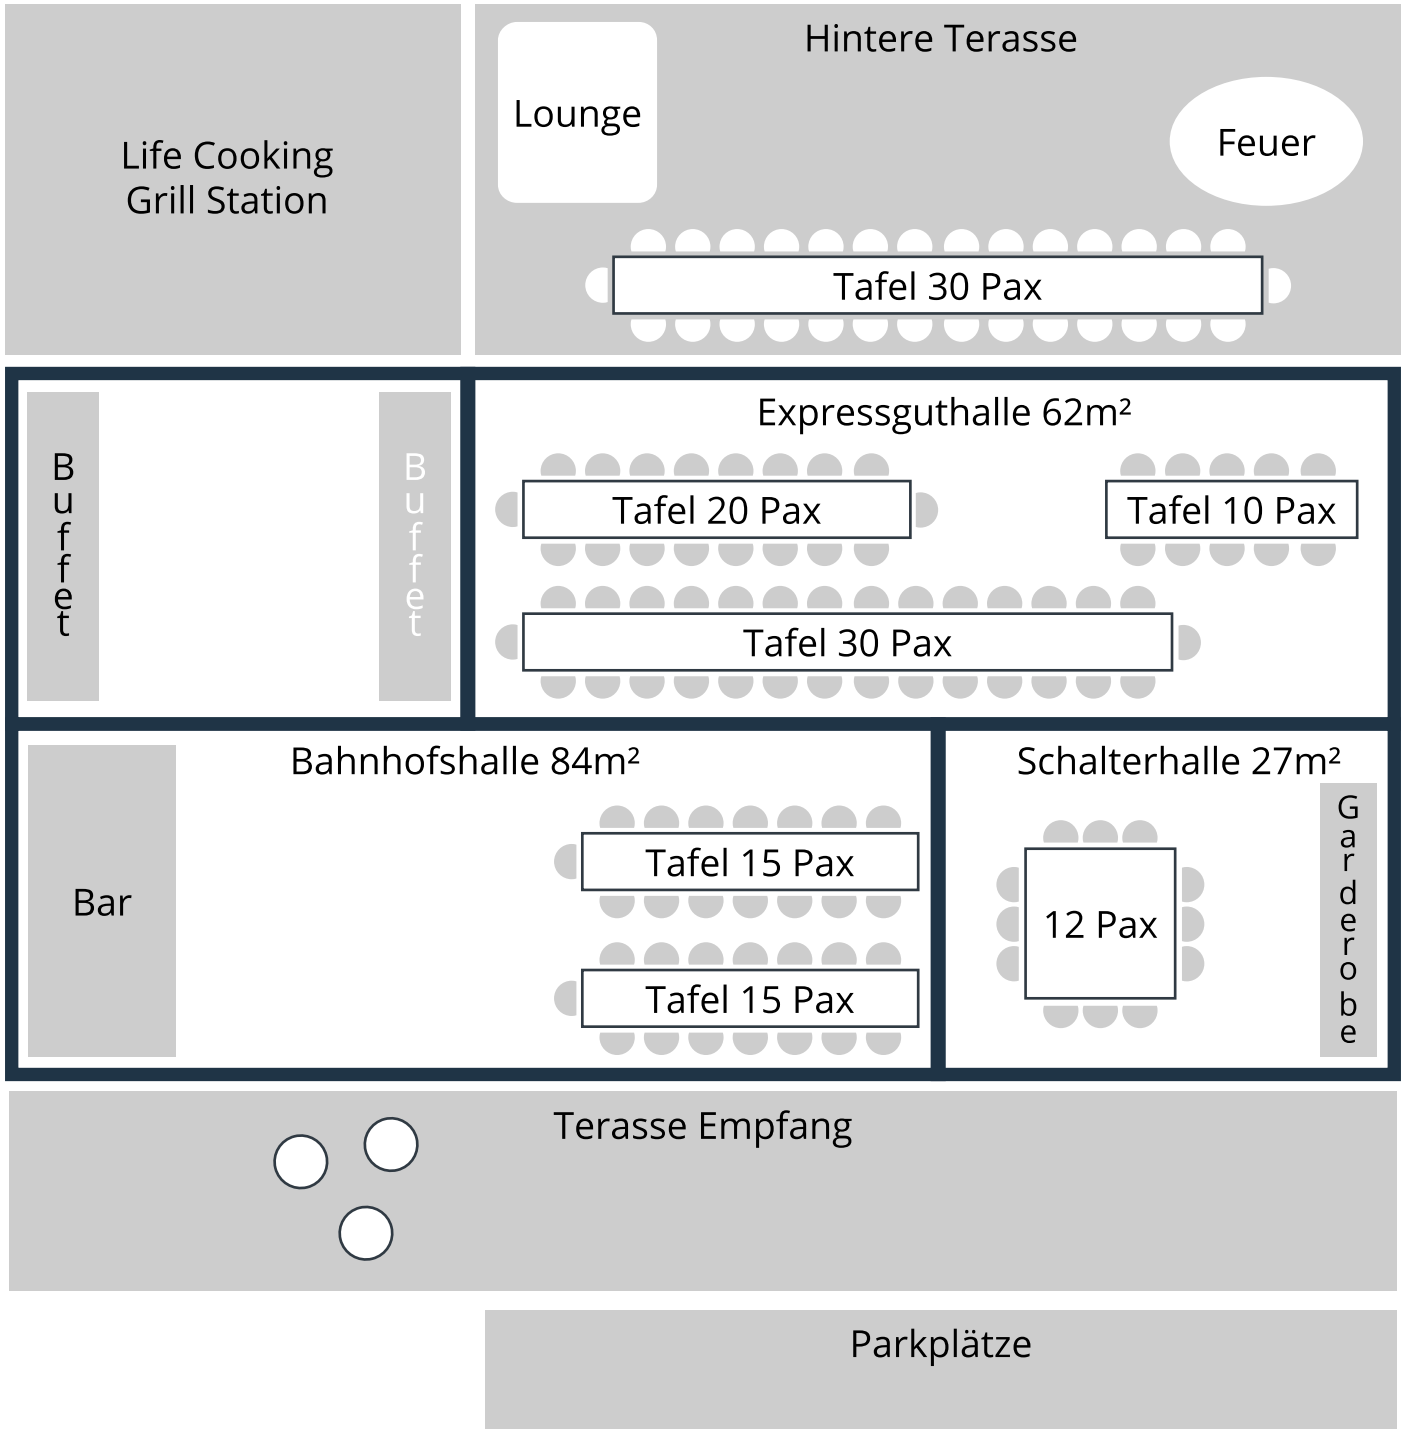 Hintere Terasse
Lounge
Feuer
Life Cooking
Grill Station
Tafel 30 Pax
Buffet
Buffet
Expressguthalle 62m²
Tafel 20 Pax
Tafel 10 Pax
Tafel 30 Pax
Bahnhofshalle 84m²
Schalterhalle 27m²
Bar
Tafel 15 Pax
Tafel 15 Pax
12 Pax
Garderobe
Terasse Empfang
Parkplätze